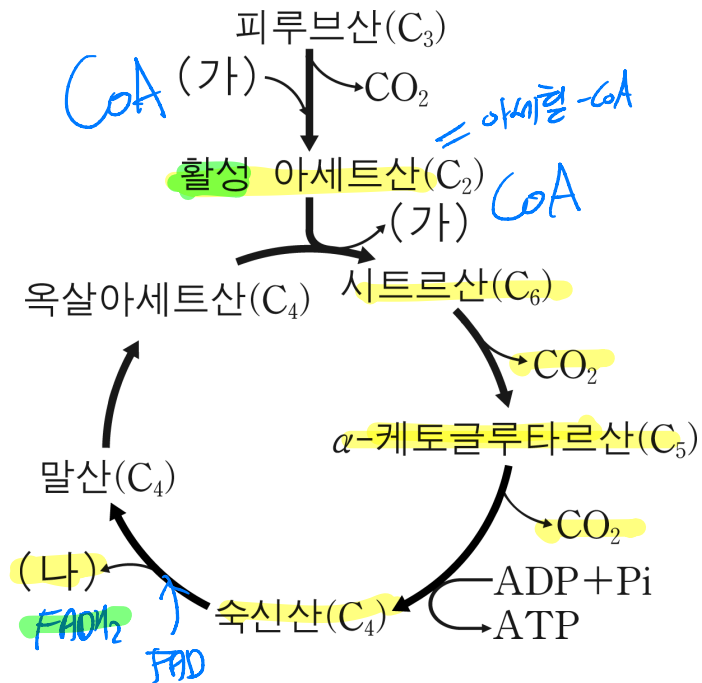 피루브산(C₃)
CoA (가) CO₂
= 아세틸-CoA
활성 아세트산(C₂)
CoA
(가)
옥살아세트산(C₄) 시트르산(C₆)
CO₂
α-케토글루타르산(C₅)
말산(C₄)
CO₂
(나)
ADP+Pi
FADH₂ 숙신산(C₄) ATP
FAD